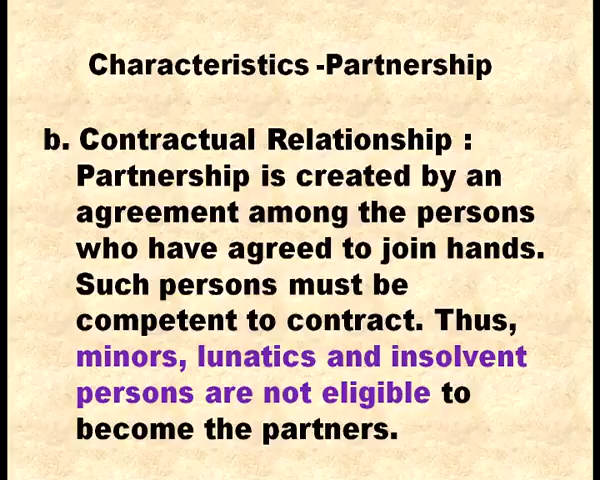 Characteristics -Partnership
b. Contractual Relationship :
Partnership is created by an
agreement among the persons
who have agreed to join hands.
Such persons must be
competent to contract. Thus,
minors, lunatics and insolvent
persons are not eligible to
become the partners.